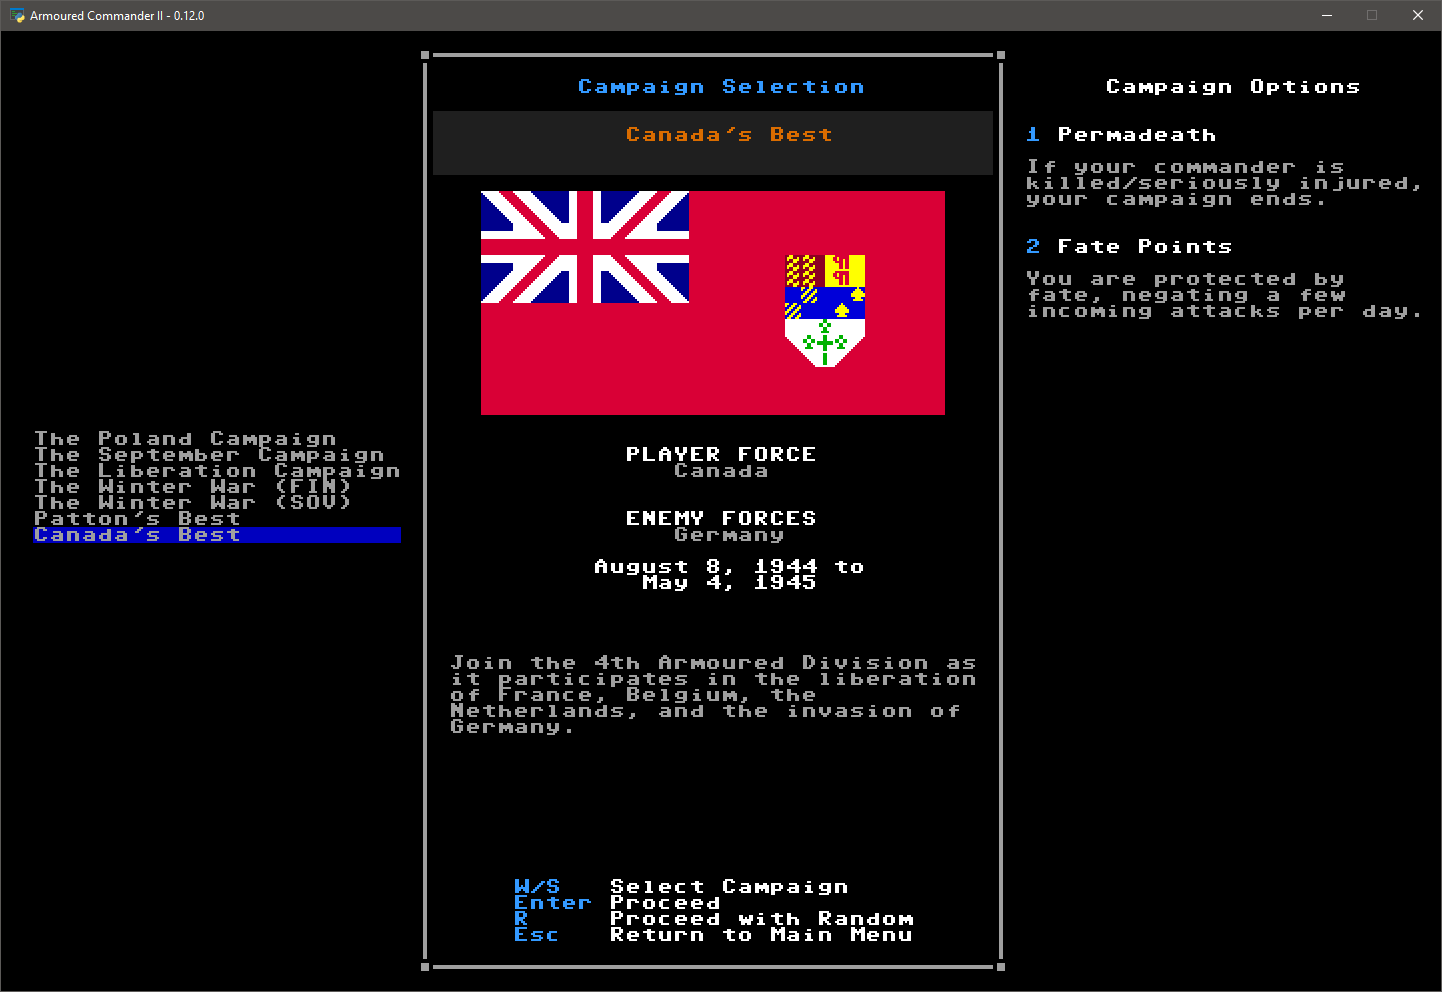 Armoured Commander II - 0.12.0
The Poland Campaign
The September Campaign
The Liberation Campaign
The Winter War (FIN)
The Winter War (SOV)
Patton's Best
Canada's Best
Campaign Selection
Canada's Best
PLAYER FORCE
Canada
ENEMY FORCES
Germany
August 8, 1944 to
May 4, 1945
Join the 4th Armoured Division as
it participates in the liberation
of France, Belgium, the
Netherlands, and the invasion of
Germany.
W/S Select Campaign
Enter Proceed
R Proceed with Random
Esc Return to Main Menu
Campaign Options
1 Permadeath
If your commander is
killed/seriously injured,
your campaign ends.
2 Fate Points
You are protected by
fate, negating a few
incoming attacks per day.